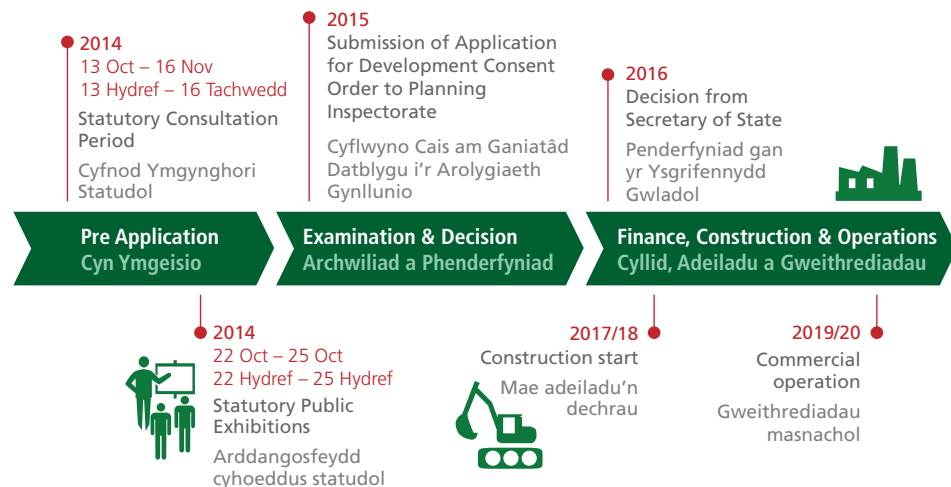 2014
13 Oct – 16 Nov
13 Hydref – 16 Tachwedd
Statutory Consultation
Period
Cyfnod Ymgynghori
Statudol
2015
Submission of Application
for Development Consent
Order to Planning
Inspectorate
Cyflwyno Cais am Ganiatâd
Datblygu i'r Arolygiaeth
Gynllunio
2016
Decision from
Secretary of State
Penderfyniad gan
yr Ysgrifennydd
Gwladol
Pre Application
Cyn Ymgeisio
Examination & Decision
Archwiliad a Phenderfyniad
Finance, Construction & Operations
Cyllid, Adeiladu a Gweithrediadau
2014
22 Oct – 25 Oct
22 Hydref – 25 Hydref
Statutory Public
Exhibitions
Arddangosfeydd
cyhoeddus statudol
2017/18
Construction start
Mae adeiladu'n
dechrau
2019/20
Commercial
operation
Gweithrediadau
masnachol